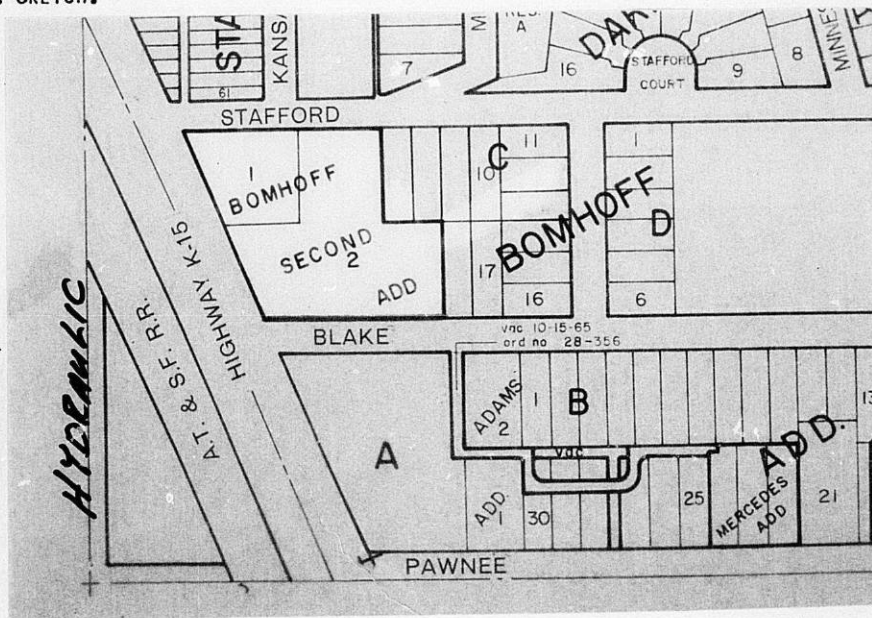 STA
KANSA
RES.
A
DAK
16
STAFFORD
COURT
9
8
MINNES
7
61
STAFFORD
1
BOMHOFF
SECOND
2
ADD
10
C
11
1
BOMHOFF
D
17
16
6
HYDRAULIC
A.T. & S.F. R.R.
HIGHWAY K-15
BLAKE
vac 10-15-65
ord no 28-356
A
ADAMS
2
1
B
13
vac
ADD.
ADD
1
30
25
MERCEDES
ADD
21
PAWNEE